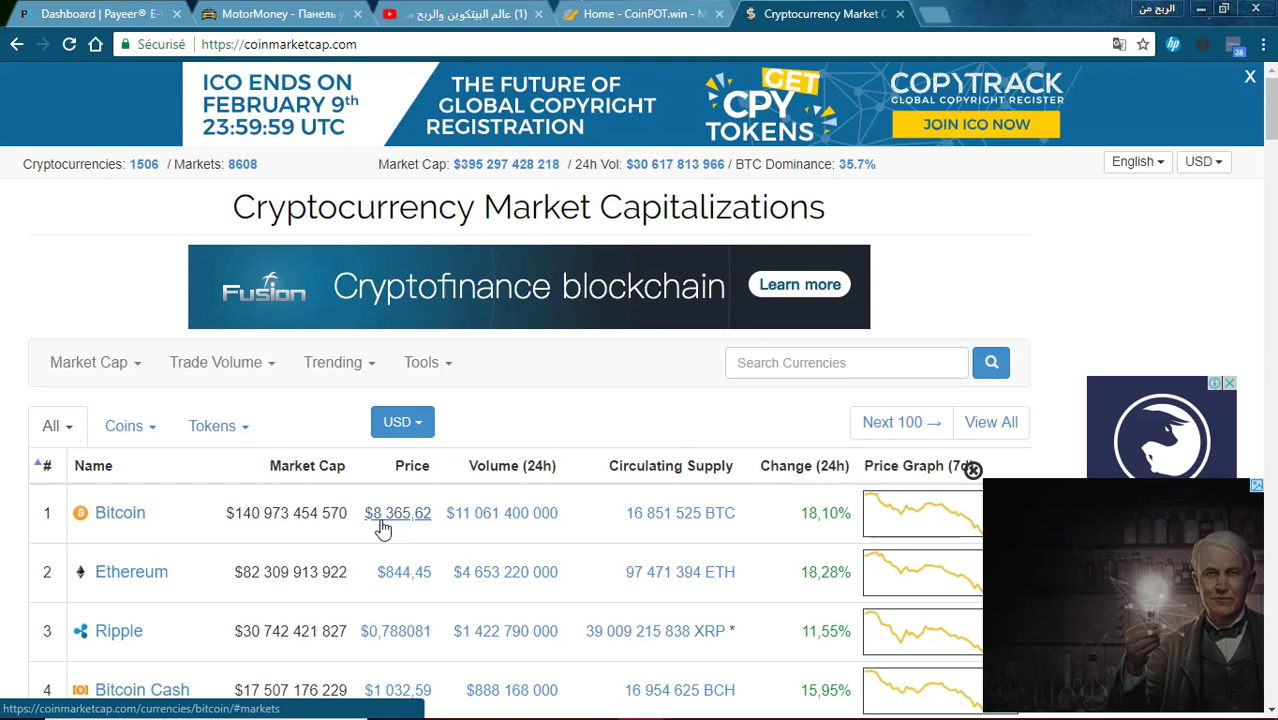 Dashboard | Payeer® E-W
MotorMoney - Панель у
(1) عالم البيتكوين والربح م
Home - CoinPOT.win -
Cryptocurrency Market C
الربح من
Sécurisé
https://coinmarketcap.com
28
ICO ENDS ON
FEBRUARY 9th
23:59:59 UTC
THE FUTURE OF
GLOBAL COPYRIGHT
REGISTRATION
GET
CPY
TOKENS
COPYTRACK
GLOBAL COPYRIGHT REGISTER
JOIN ICO NOW
X
Cryptocurrencies: 1506 / Markets: 8608
Market Cap: $395 297 428 218 / 24h Vol: $30 617 813 966 / BTC Dominance: 35.7%
English
USD
Cryptocurrency Market Capitalizations
Fusion
Cryptofinance blockchain
Learn more
Market Cap
Trade Volume
Trending
Tools
Search Currencies
All
Coins
Tokens
USD
Next 100 →
View All
# Name Market Cap Price Volume (24h) Circulating Supply Change (24h) Price Graph (7d)
1 Bitcoin $140 973 454 570 $8 365,62 $11 061 400 000 16 851 525 BTC 18,10%
2 Ethereum $82 309 913 922 $844,45 $4 653 220 000 97 471 394 ETH 18,28%
3 Ripple $30 742 421 827 $0,788081 $1 422 790 000 39 009 215 838 XRP * 11,55%
4 Bitcoin Cash $17 507 176 229 $1 032,59 $888 168 000 16 954 625 BCH 15,95%
https://coinmarketcap.com/currencies/bitcoin/#markets